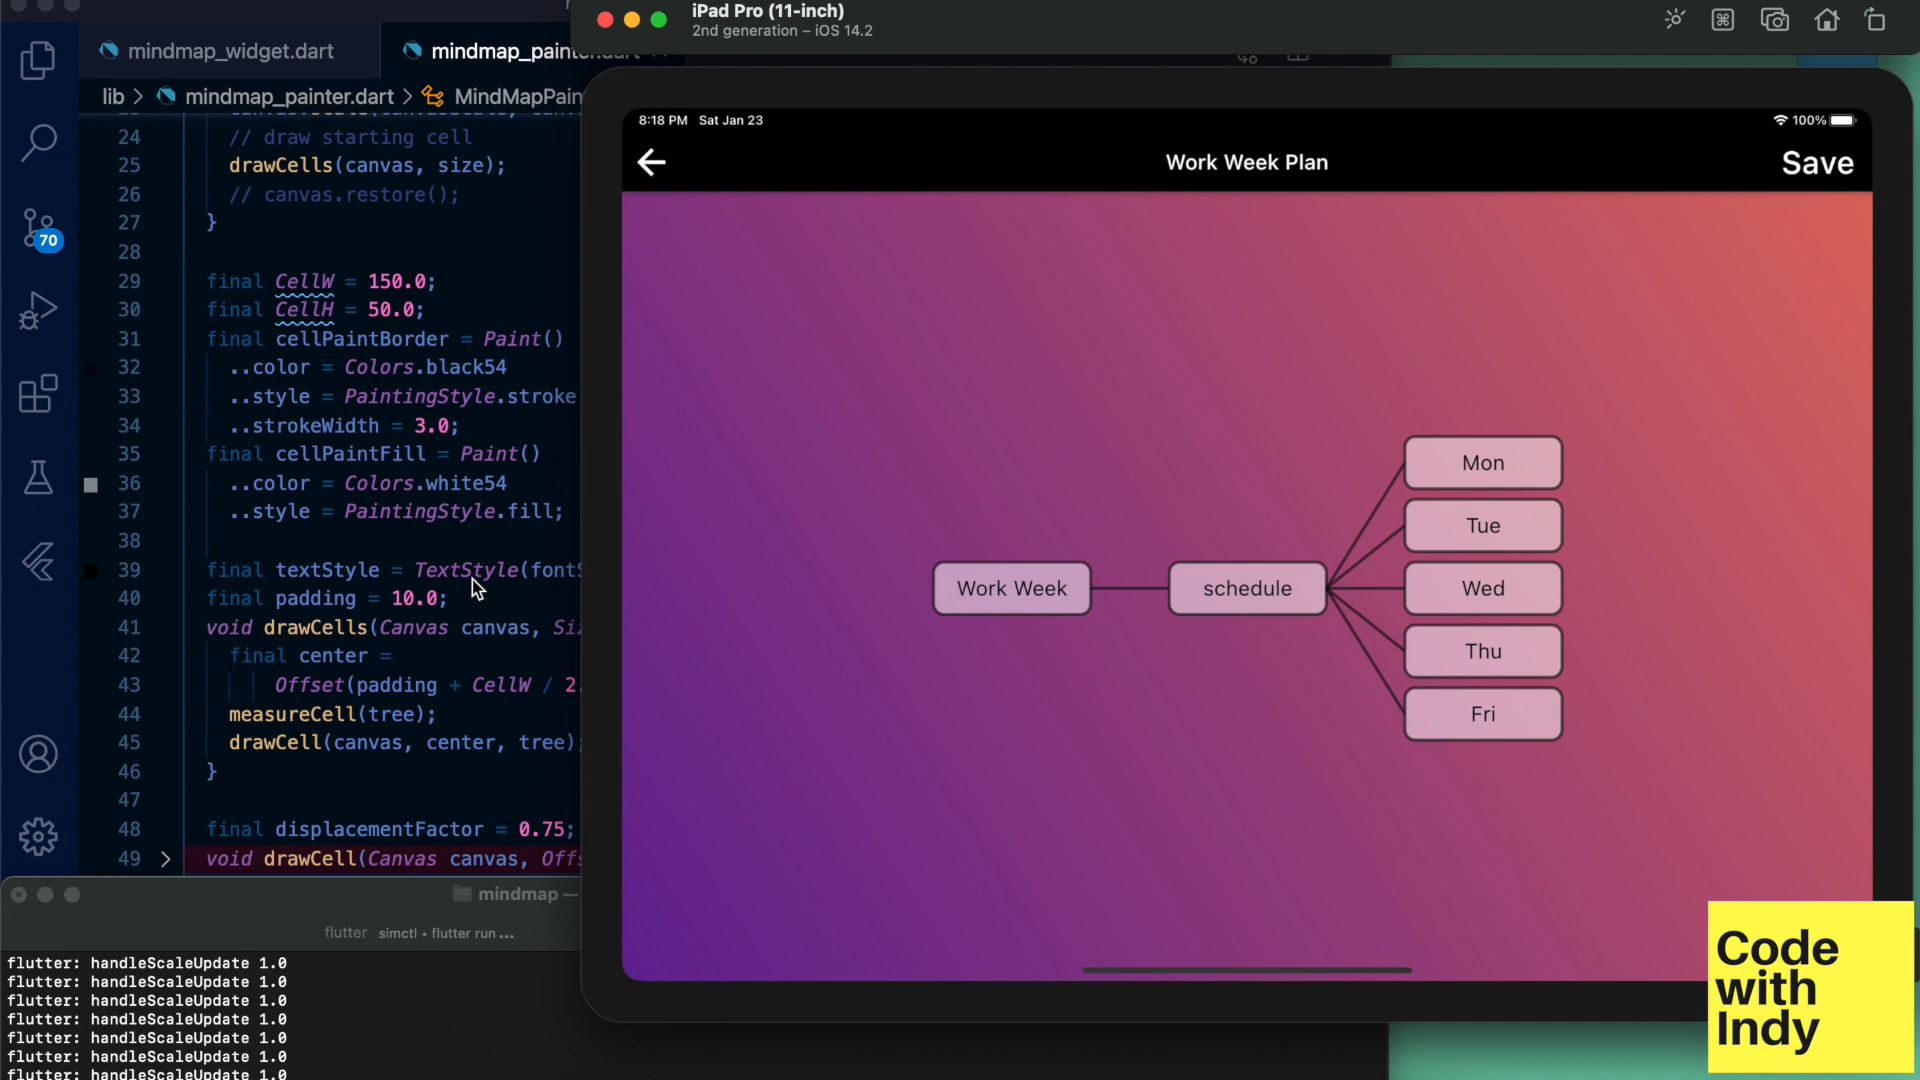 iPad Pro (11-inch)
2nd generation – iOS 14.2
mindmap_widget.dart
mindmap_painter.dart
lib > mindmap_painter.dart > MindMapPain
70
24 // draw starting cell
25 drawCells(canvas, size);
26 // canvas.restore();
27 }
28
29 final CellW = 150.0;
30 final CellH = 50.0;
31 final cellPaintBorder = Paint()
32 ..color = Colors.black54
33 ..style = PaintingStyle.stroke
34 ..strokeWidth = 3.0;
35 final cellPaintFill = Paint()
36 ..color = Colors.white54
37 ..style = PaintingStyle.fill;
38
39 final textStyle = TextStyle(fontS
40 final padding = 10.0;
41 void drawCells(Canvas canvas, Siz
42 final center =
43 Offset(padding + CellW / 2.
44 measureCell(tree);
45 drawCell(canvas, center, tree)
46 }
47
48 final displacementFactor = 0.75;
49 void drawCell(Canvas canvas, Offs
mindmap —
flutter simctl ◂ flutter run ...
flutter: handleScaleUpdate 1.0
flutter: handleScaleUpdate 1.0
flutter: handleScaleUpdate 1.0
flutter: handleScaleUpdate 1.0
flutter: handleScaleUpdate 1.0
flutter: handleScaleUpdate 1.0
flutter: handleScaleUpdate 1.0
8:18 PM Sat Jan 23
100%
Work Week Plan
Save
Mon
Tue
Work Week
schedule
Wed
Thu
Fri
Code
with
Indy